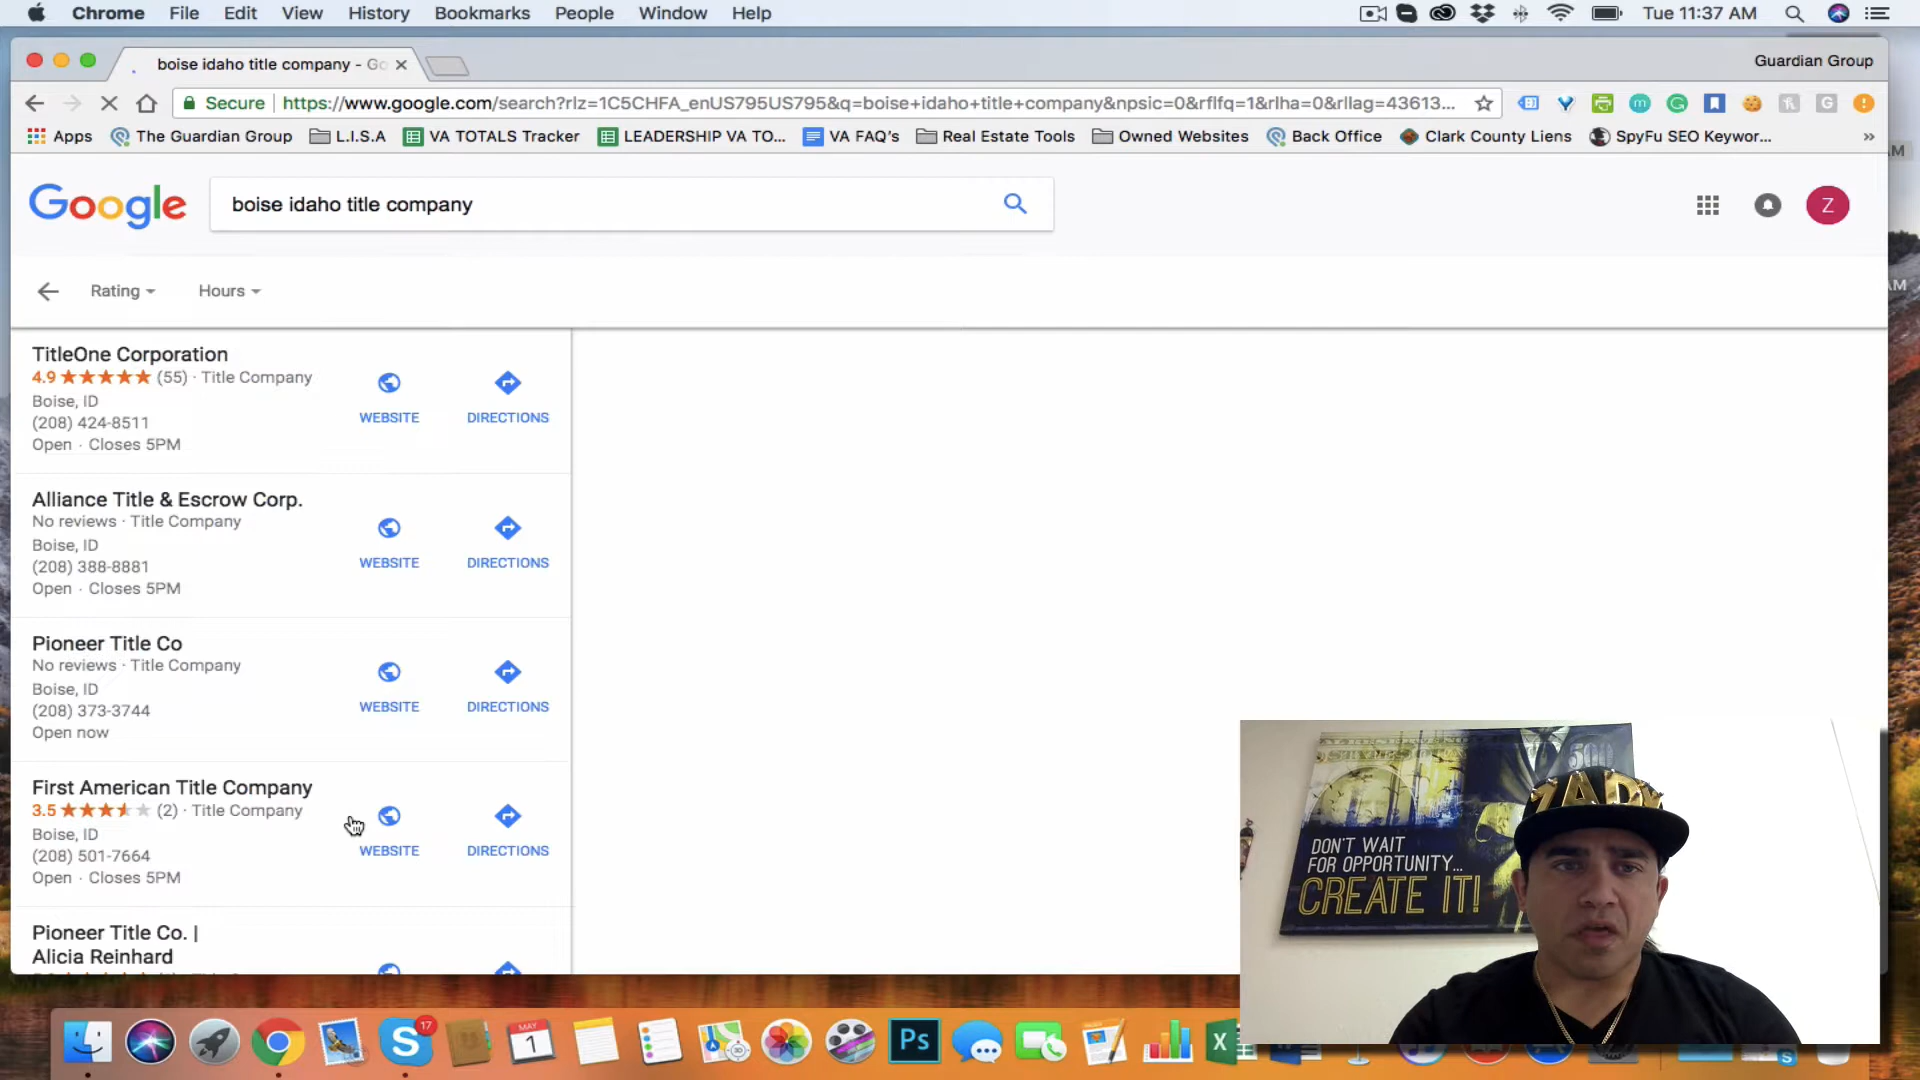 Chrome File Edit View History Bookmarks People Window Help Tue 11:37 AM
boise idaho title company - Go Guardian Group
Secure https://www.google.com/search?rlz=1C5CHFA_enUS795US795&q=boise+idaho+title+company&npsic=0&rflfq=1&rlha=0&rllag=43613...
Apps The Guardian Group L.I.S.A VA TOTALS Tracker LEADERSHIP VA TO... VA FAQ's Real Estate Tools Owned Websites Back Office Clark County Liens SpyFu SEO Keywor... »
AM
Google boise idaho title company Z
AM
Rating Hours
TitleOne Corporation
4.9 (55) · Title Company
Boise, ID
(208) 424-8511
Open · Closes 5PM
WEBSITE DIRECTIONS
Alliance Title & Escrow Corp.
No reviews · Title Company
Boise, ID
(208) 388-8881
Open · Closes 5PM
WEBSITE DIRECTIONS
Pioneer Title Co
No reviews · Title Company
Boise, ID
(208) 373-3744
Open now
WEBSITE DIRECTIONS
First American Title Company
3.5 (2) · Title Company
Boise, ID
(208) 501-7664
Open · Closes 5PM
WEBSITE DIRECTIONS
Pioneer Title Co. |
Alicia Reinhard
500
ZADY
DON'T WAIT
FOR OPPORTUNITY...
CREATE IT!
17
MAY
1
Ps